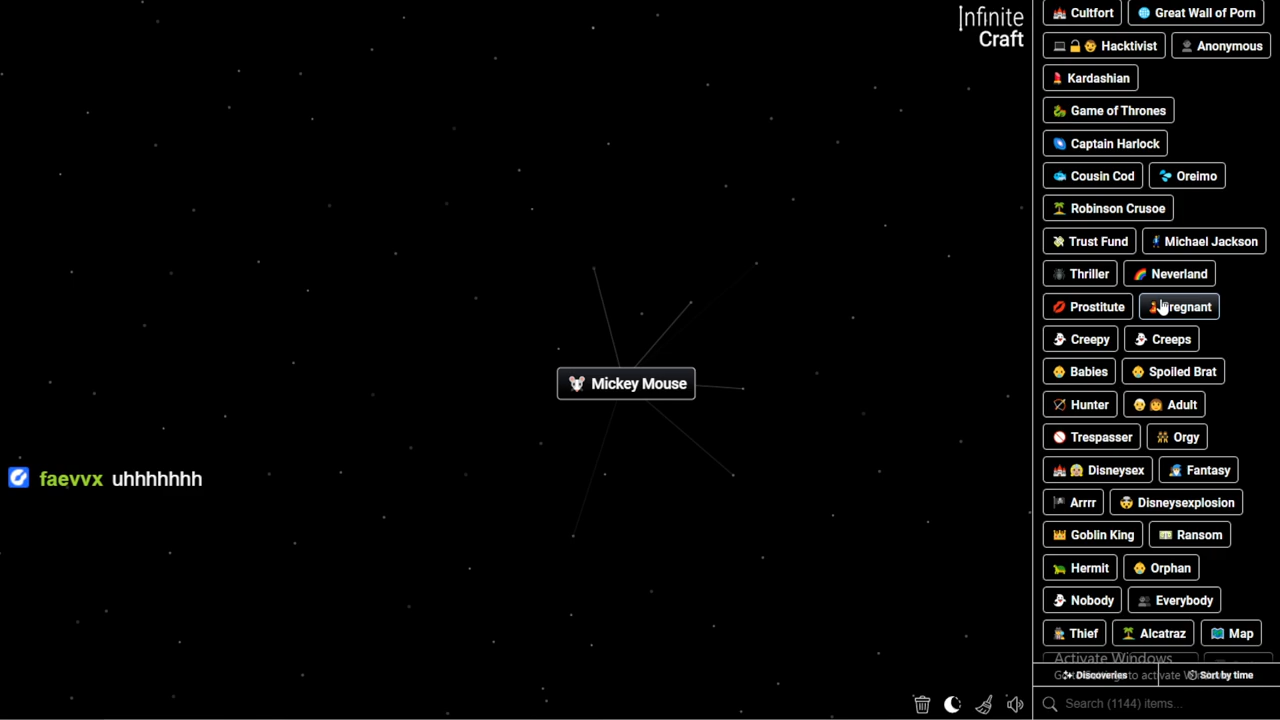 Infinite
Craft
Cultfort Great Wall of Porn
Hacktivist Anonymous
Kardashian
Game of Thrones
Captain Harlock
Cousin Cod Oreimo
Robinson Crusoe
Trust Fund Michael Jackson
Thriller Neverland
Prostitute regnant
Creepy Creeps
Mickey Mouse
Babies Spoiled Brat
Hunter Adult
Trespasser Orgy
Disneysex Fantasy
faevvx uhhhhhhh
Arrrr Disneysexplosion
Goblin King Ransom
Hermit Orphan
Nobody Everybody
Thief Alcatraz Map
Activate Windows
Discoveries Sort by time
Search (1144) items...